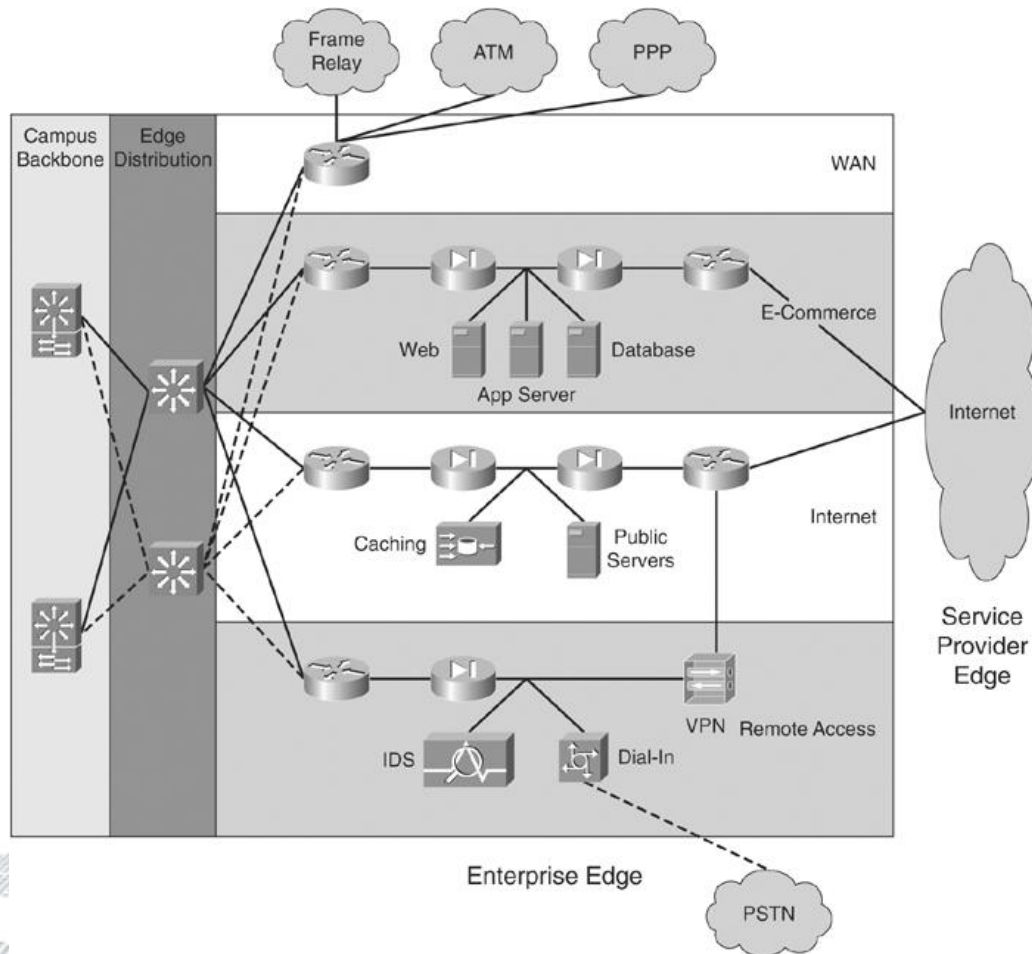 Frame
Relay
ATM
PPP
Campus
Backbone
Edge
Distribution
WAN
E-Commerce
Web
Database
App Server
Internet
Internet
Caching
Public
Servers
Service
Provider
Edge
VPN
Remote Access
IDS
Dial-In
Enterprise Edge
PSTN